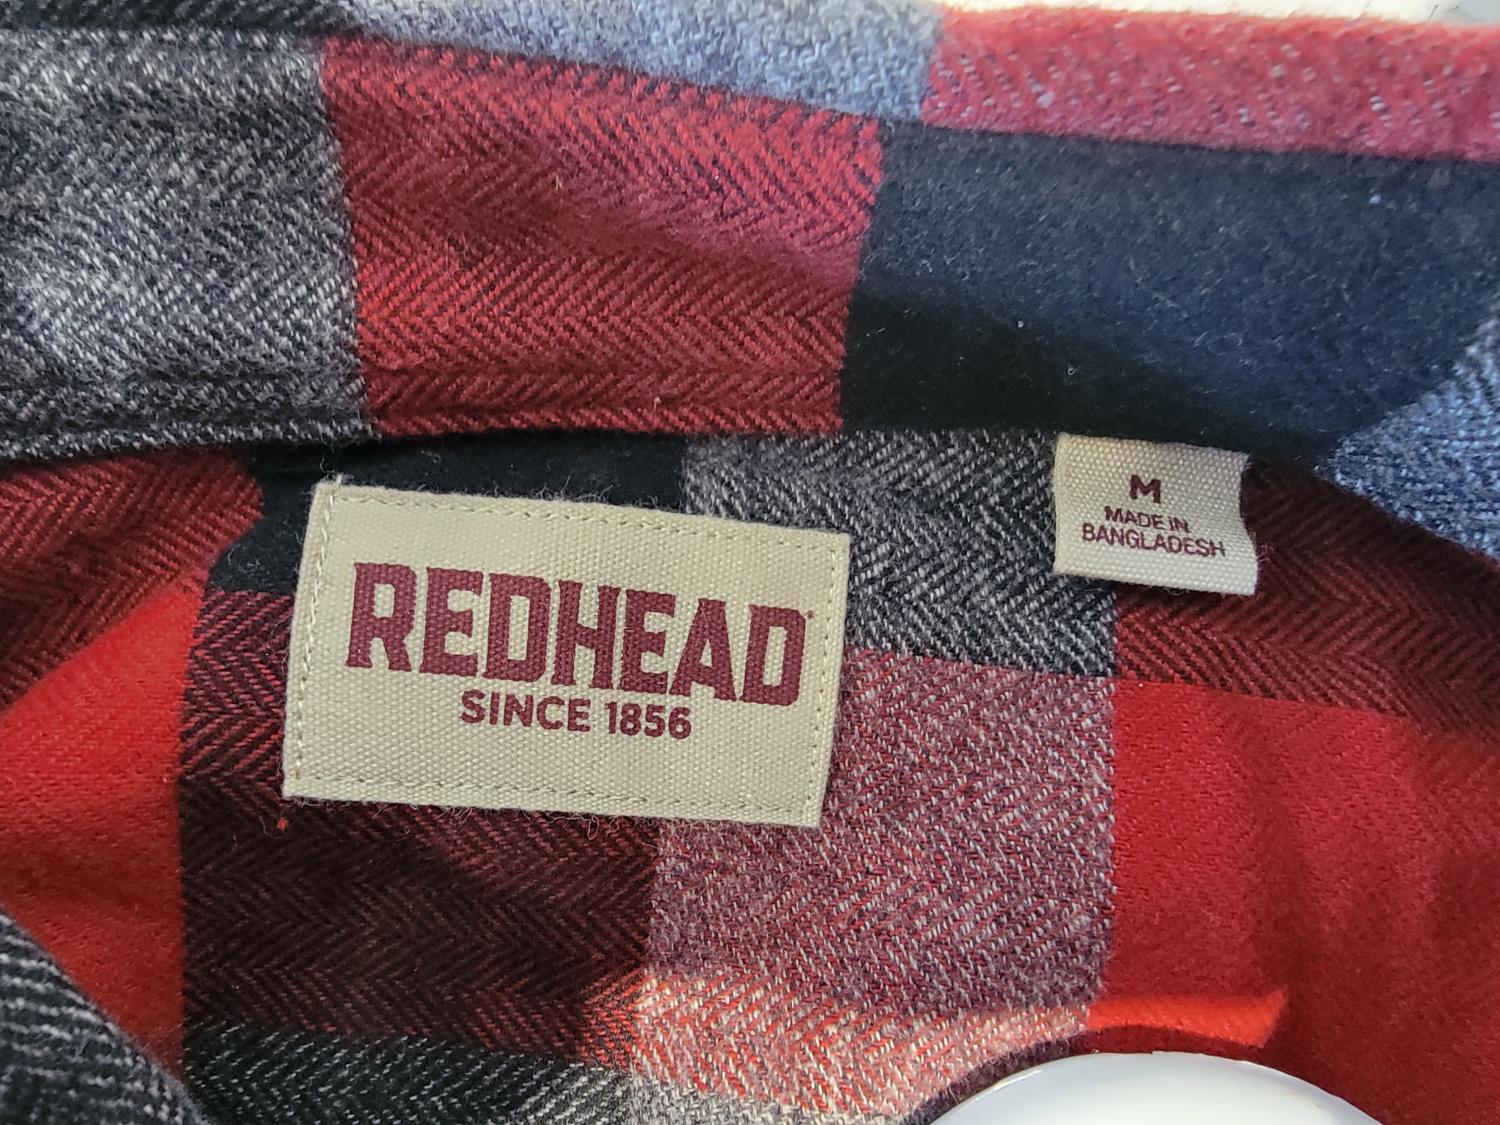 REDHEAD
SINCE 1856
M
MADE IN
BANGLADESH